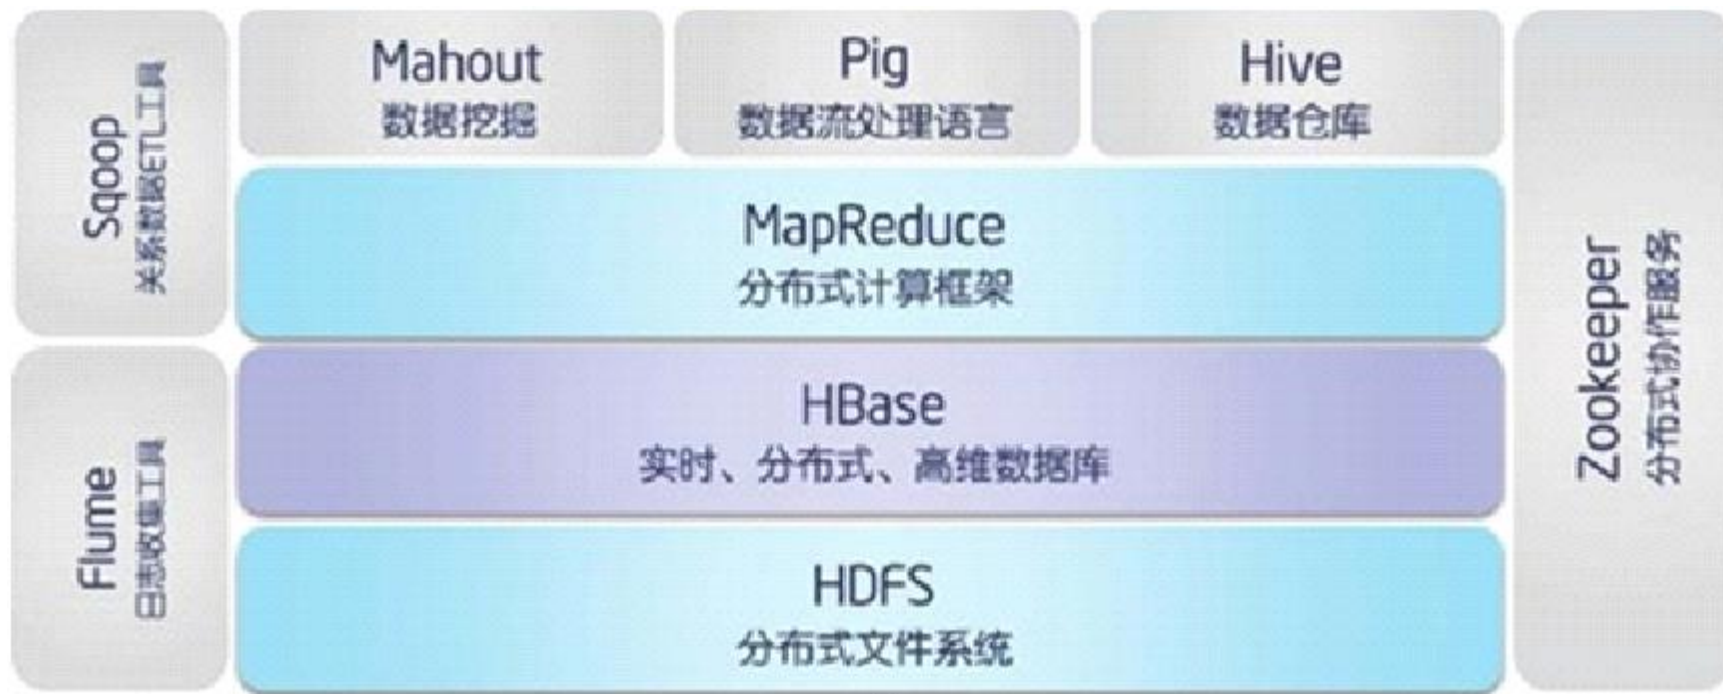 Sqoop
关系数据ETL工具
Mahout
数据挖掘
Pig
数据流处理语言
Hive
数据仓库
MapReduce
分布式计算框架
Flume
日志收集工具
HBase
实时、分布式、高维数据库
HDFS
分布式文件系统
Zookeeper
分布式协作服务